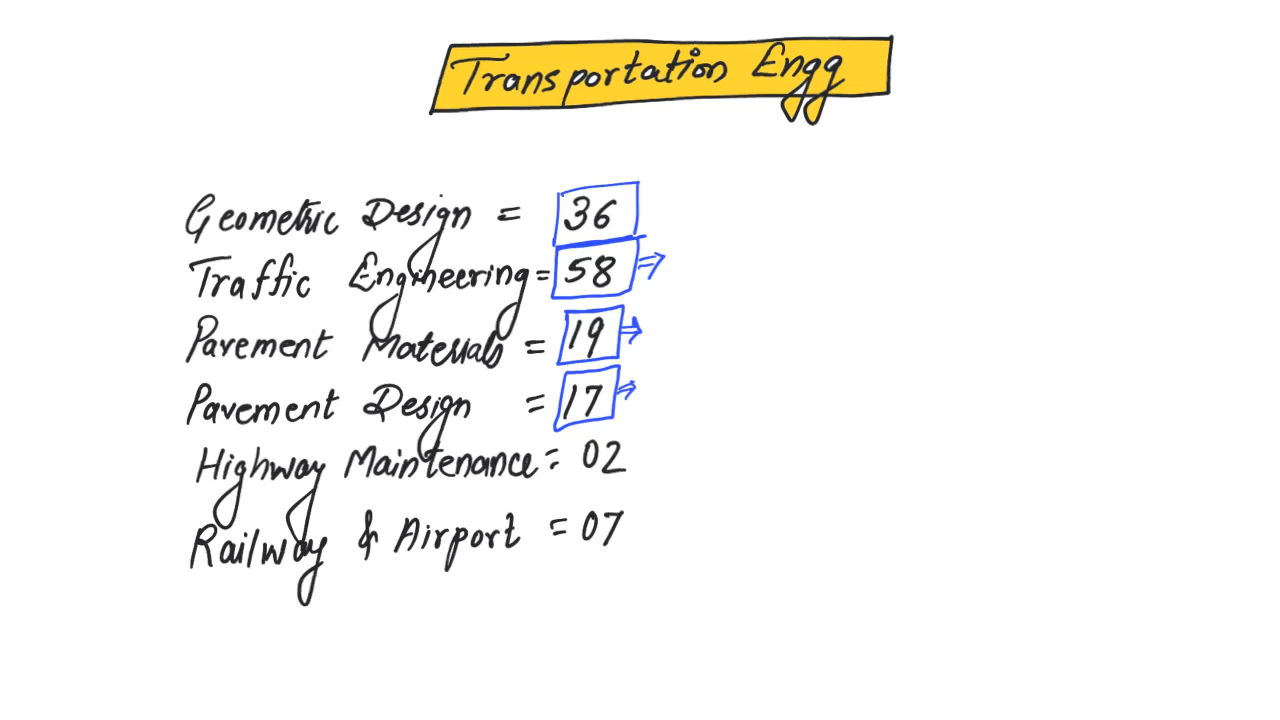 Transportation Engg
Geometric Design = 36
Traffic Engineering = 58
Pavement Materials = 19
Pavement Design = 17
Highway Maintenance = 02
Railway & Airport = 07